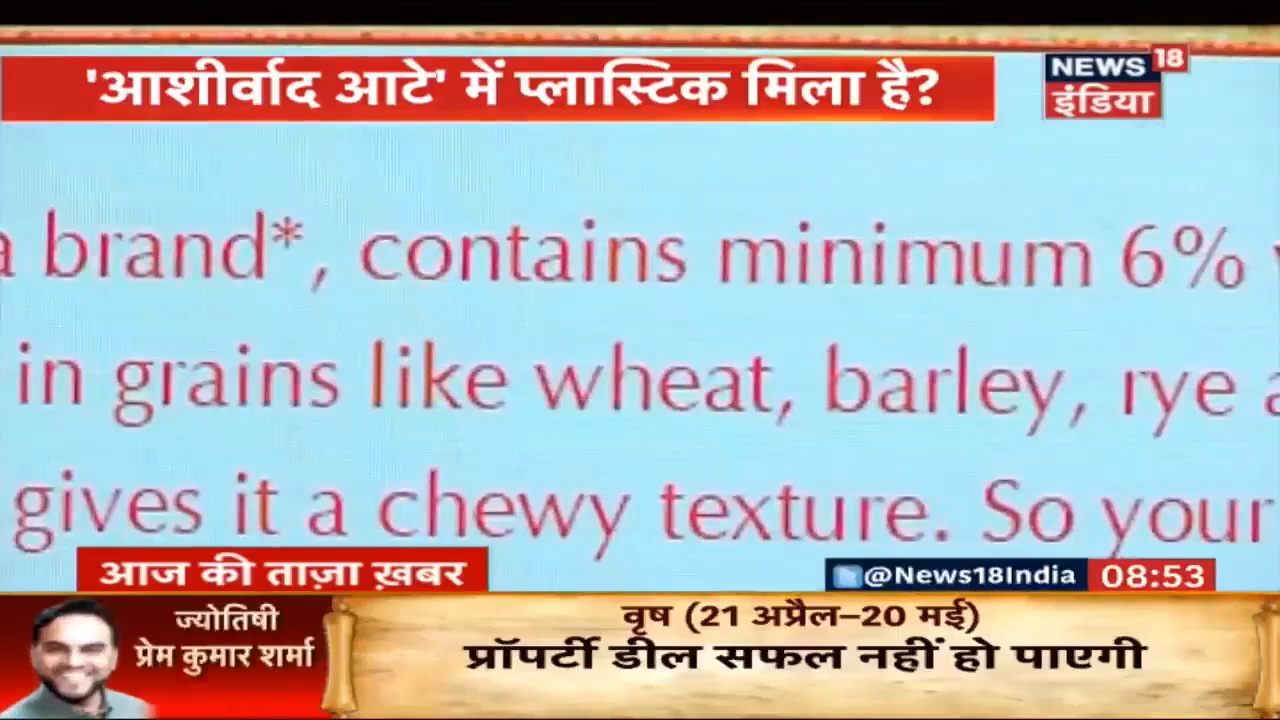 'आशीर्वाद आटे' में प्लास्टिक मिला है?
NEWS 18
इंडिया
a brand*, contains minimum 6%
in grains like wheat, barley, rye
gives it a chewy texture. So your
आज की ताज़ा ख़बर
@News18India 08:53
ज्योतिषी
प्रेम कुमार शर्मा
वृष (21 अप्रैल–20 मई)
प्रॉपर्टी डील सफल नहीं हो पाएगी